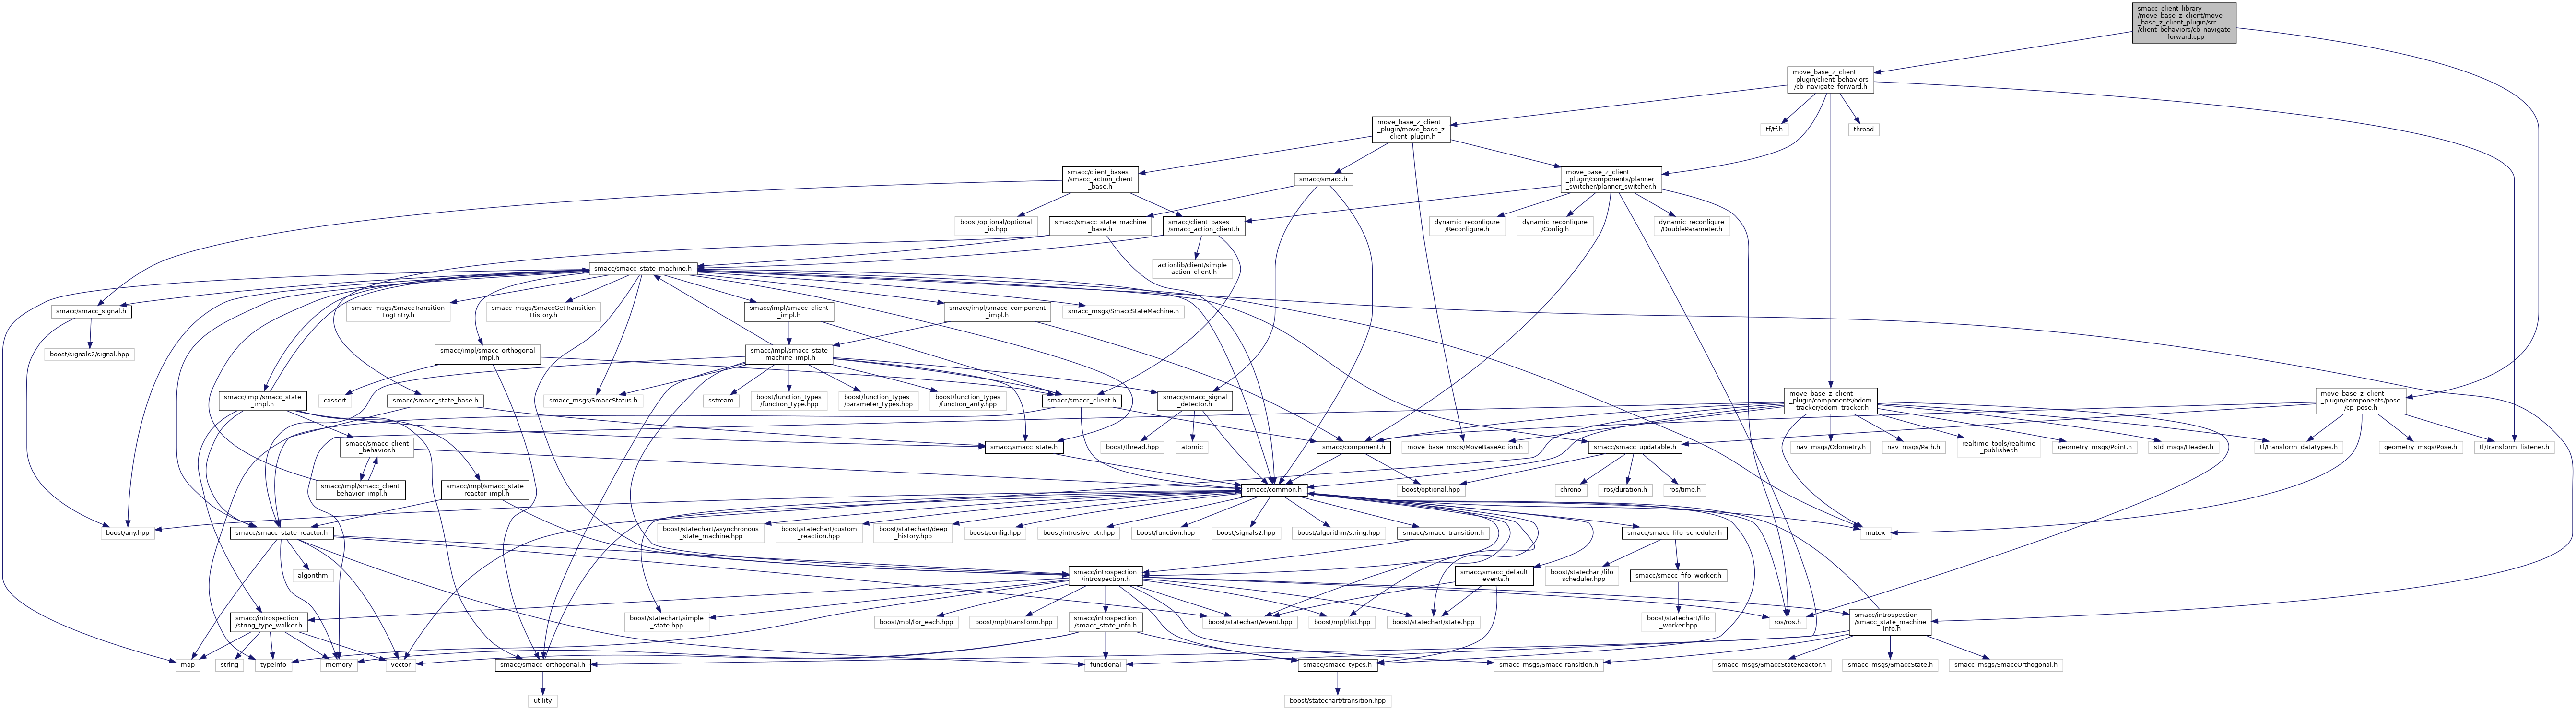 smacc_client_library
/move_base_z_client/move
_base_z_client_plugin/src
/client_behaviors/cb_navigate
_forward.cpp
move_base_z_client
_plugin/client_behaviors
/cb_navigate_forward.h
move_base_z_client
_plugin/move_base_z
_client_plugin.h
tf/tf.h
thread
smacc/client_bases
/smacc_action_client
_base.h
smacc/smacc.h
move_base_z_client
_plugin/components/planner
_switcher/planner_switcher.h
boost/optional/optional
_io.hpp
smacc/smacc_state_machine
_base.h
smacc/client_bases
/smacc_action_client.h
dynamic_reconfigure
/Reconfigure.h
dynamic_reconfigure
/Config.h
dynamic_reconfigure
/DoubleParameter.h
smacc/smacc_state_machine.h
actionlib/client/simple
_action_client.h
smacc/smacc_signal.h
smacc_msgs/SmaccTransition
LogEntry.h
smacc_msgs/SmaccGetTransition
History.h
smacc/impl/smacc_client
_impl.h
smacc/impl/smacc_component
_impl.h
smacc_msgs/SmaccStateMachine.h
boost/signals2/signal.hpp
smacc/impl/smacc_orthogonal
_impl.h
smacc/impl/smacc_state
_machine_impl.h
smacc/impl/smacc_state
_impl.h
cassert
smacc/smacc_state_base.h
smacc_msgs/SmaccStatus.h
sstream
boost/function_types
/function_type.hpp
boost/function_types
/parameter_types.hpp
boost/function_types
/function_arity.hpp
smacc/smacc_client.h
smacc/smacc_signal
_detector.h
move_base_z_client
_plugin/components/odom
_tracker/odom_tracker.h
move_base_z_client
_plugin/components/pose
/cp_pose.h
smacc/smacc_client
_behavior.h
smacc/smacc_state.h
boost/thread.hpp
atomic
smacc/component.h
move_base_msgs/MoveBaseAction.h
smacc/smacc_updatable.h
nav_msgs/Odometry.h
nav_msgs/Path.h
realtime_tools/realtime
_publisher.h
geometry_msgs/Point.h
std_msgs/Header.h
tf/transform_datatypes.h
geometry_msgs/Pose.h
tf/transform_listener.h
smacc/impl/smacc_client
_behavior_impl.h
smacc/impl/smacc_state
_reactor_impl.h
smacc/common.h
boost/optional.hpp
chrono
ros/duration.h
ros/time.h
boost/any.hpp
smacc/smacc_state_reactor.h
boost/statechart/asynchronous
_state_machine.hpp
boost/statechart/custom
_reaction.hpp
boost/statechart/deep
_history.hpp
boost/config.hpp
boost/intrusive_ptr.hpp
boost/function.hpp
boost/signals2.hpp
boost/algorithm/string.hpp
smacc/smacc_transition.h
smacc/smacc_fifo_scheduler.h
mutex
algorithm
smacc/introspection
/introspection.h
smacc/smacc_default
_events.h
boost/statechart/fifo
_scheduler.hpp
smacc/smacc_fifo_worker.h
smacc/introspection
/string_type_walker.h
boost/statechart/simple
_state.hpp
boost/mpl/for_each.hpp
boost/mpl/transform.hpp
smacc/introspection
/smacc_state_info.h
boost/statechart/event.hpp
boost/mpl/list.hpp
boost/statechart/state.hpp
boost/statechart/fifo
_worker.hpp
ros/ros.h
smacc/introspection
/smacc_state_machine
_info.h
map
string
typeinfo
memory
vector
smacc/smacc_orthogonal.h
functional
smacc/smacc_types.h
smacc_msgs/SmaccTransition.h
smacc_msgs/SmaccStateReactor.h
smacc_msgs/SmaccState.h
smacc_msgs/SmaccOrthogonal.h
utility
boost/statechart/transition.hpp